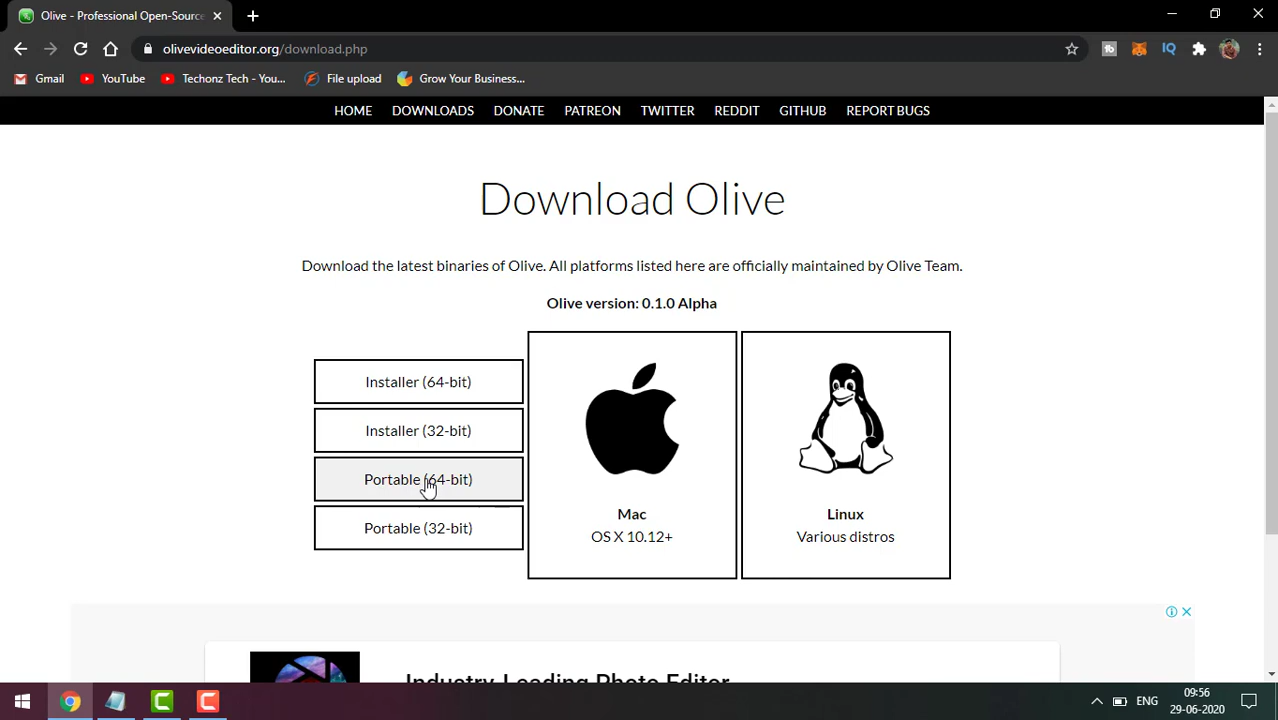 Olive - Professional Open-Source
olivevideoeditor.org/download.php
IQ
Gmail
YouTube
Techonz Tech - You...
File upload
Grow Your Business...
HOME
DOWNLOADS
DONATE
PATREON
TWITTER
REDDIT
GITHUB
REPORT BUGS
Download Olive
Download the latest binaries of Olive. All platforms listed here are officially maintained by Olive Team.
Olive version: 0.1.0 Alpha
Installer (64-bit)
Installer (32-bit)
Portable (64-bit)
Portable (32-bit)
Mac
OS X 10.12+
Linux
Various distros
Industry-Leading Photo Editor
ENG
09:56
29-06-2020